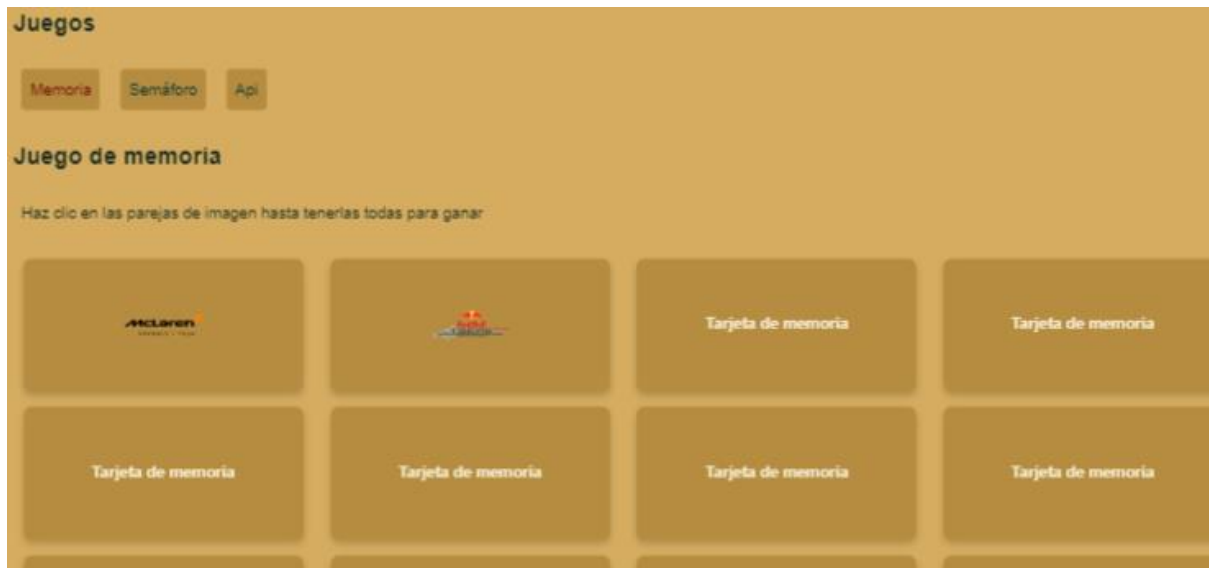 Juegos
Memoria Semáforo Api
Juego de memoria
Haz clic en las parejas de imagen hasta tenerlas todas para ganar
McLaren Tarjeta de memoria Tarjeta de memoria
Tarjeta de memoria Tarjeta de memoria Tarjeta de memoria Tarjeta de memoria